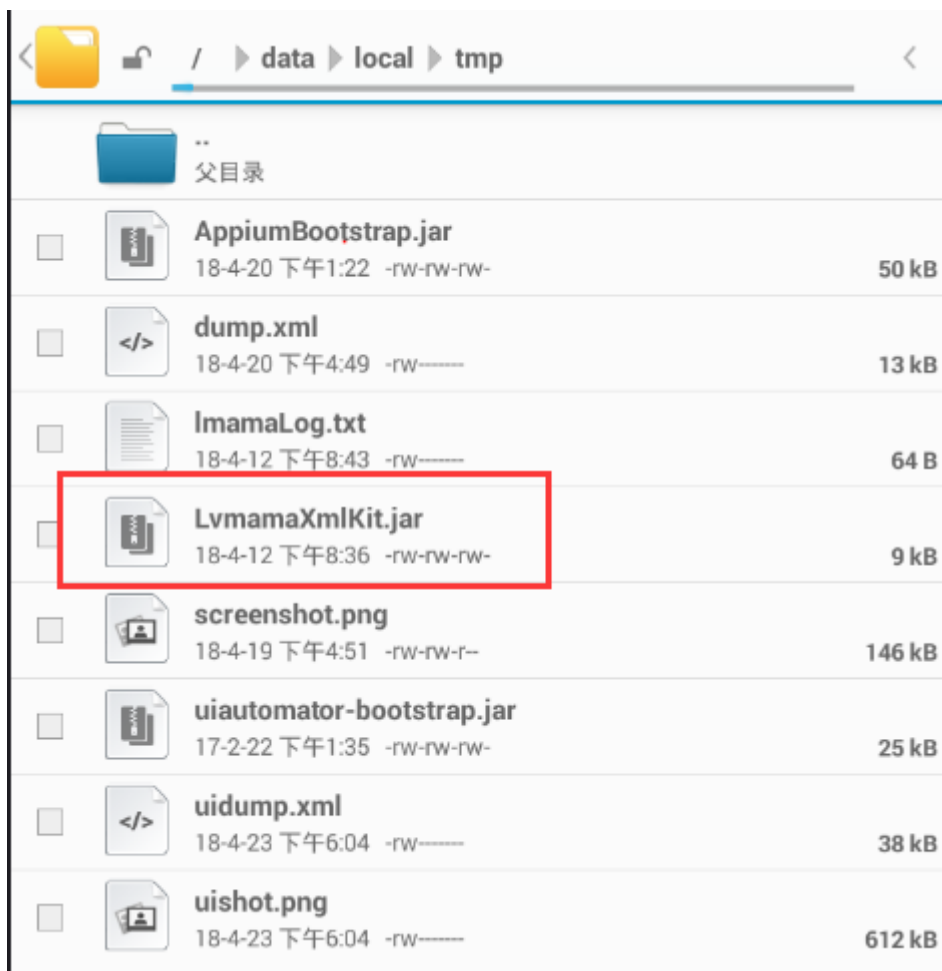 / data local tmp
..
父目录
AppiumBootstrap.jar
18-4-20 下午1:22 -rw-rw-rw-
50 kB
</>
dump.xml
18-4-20 下午4:49 -rw-------
13 kB
lmamaLog.txt
18-4-12 下午8:43 -rw-------
64 B
LvmamaXmlKit.jar
18-4-12 下午8:36 -rw-rw-rw-
9 kB
screenshot.png
18-4-19 下午4:51 -rw-rw-r--
146 kB
uiautomator-bootstrap.jar
17-2-22 下午1:35 -rw-rw-rw-
25 kB
</>
uidump.xml
18-4-23 下午6:04 -rw-------
38 kB
uishot.png
18-4-23 下午6:04 -rw-------
612 kB